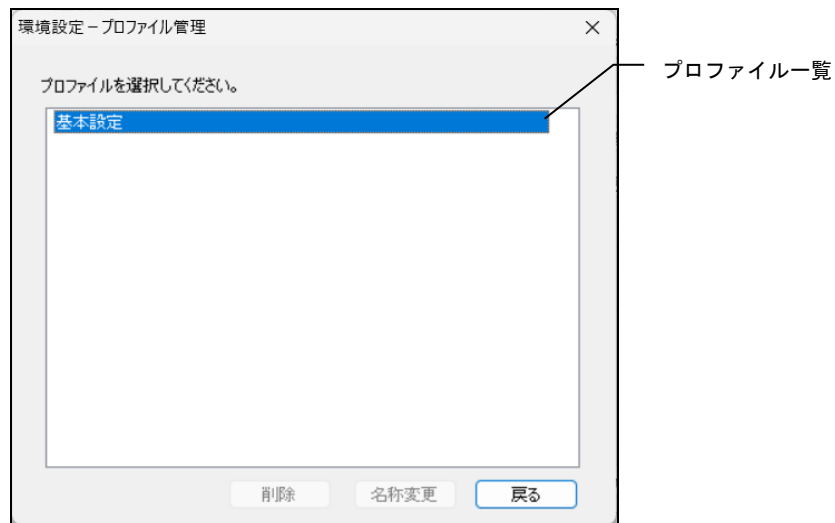 環境設定－プロファイル管理
プロファイル一覧
プロファイルを選択してください。
基本設定
削除 名称変更 戻る